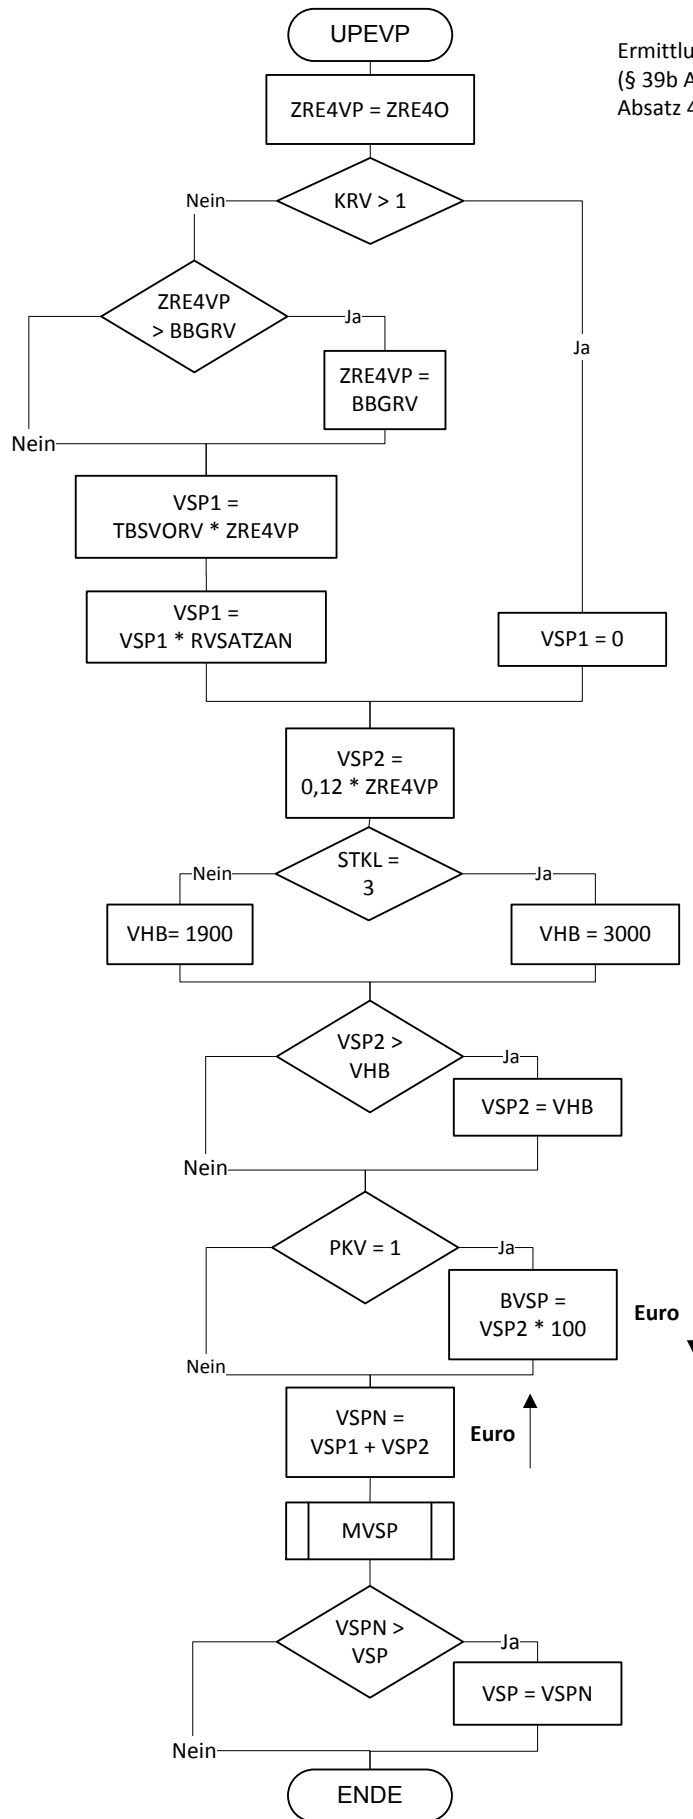 UPEVP
Ermittlu
(§ 39b A
Absatz 4
ZRE4VP = ZRE4O
KRV > 1
Nein
Ja
ZRE4VP
> BBGRV
Ja
ZRE4VP =
BBGRV
Nein
VSP1 =
TBSVORV * ZRE4VP
VSP1 =
VSP1 * RVSATZAN
VSP1 = 0
VSP2 =
0,12 * ZRE4VP
STKL =
3
Nein
Ja
VHB= 1900
VHB = 3000
VSP2 >
VHB
Ja
VSP2 = VHB
Nein
PKV = 1
Ja
BVSP =
VSP2 * 100
Euro
Nein
VSPN =
VSP1 + VSP2
Euro
MVSP
VSPN >
VSP
Ja
VSP = VSPN
Nein
ENDE